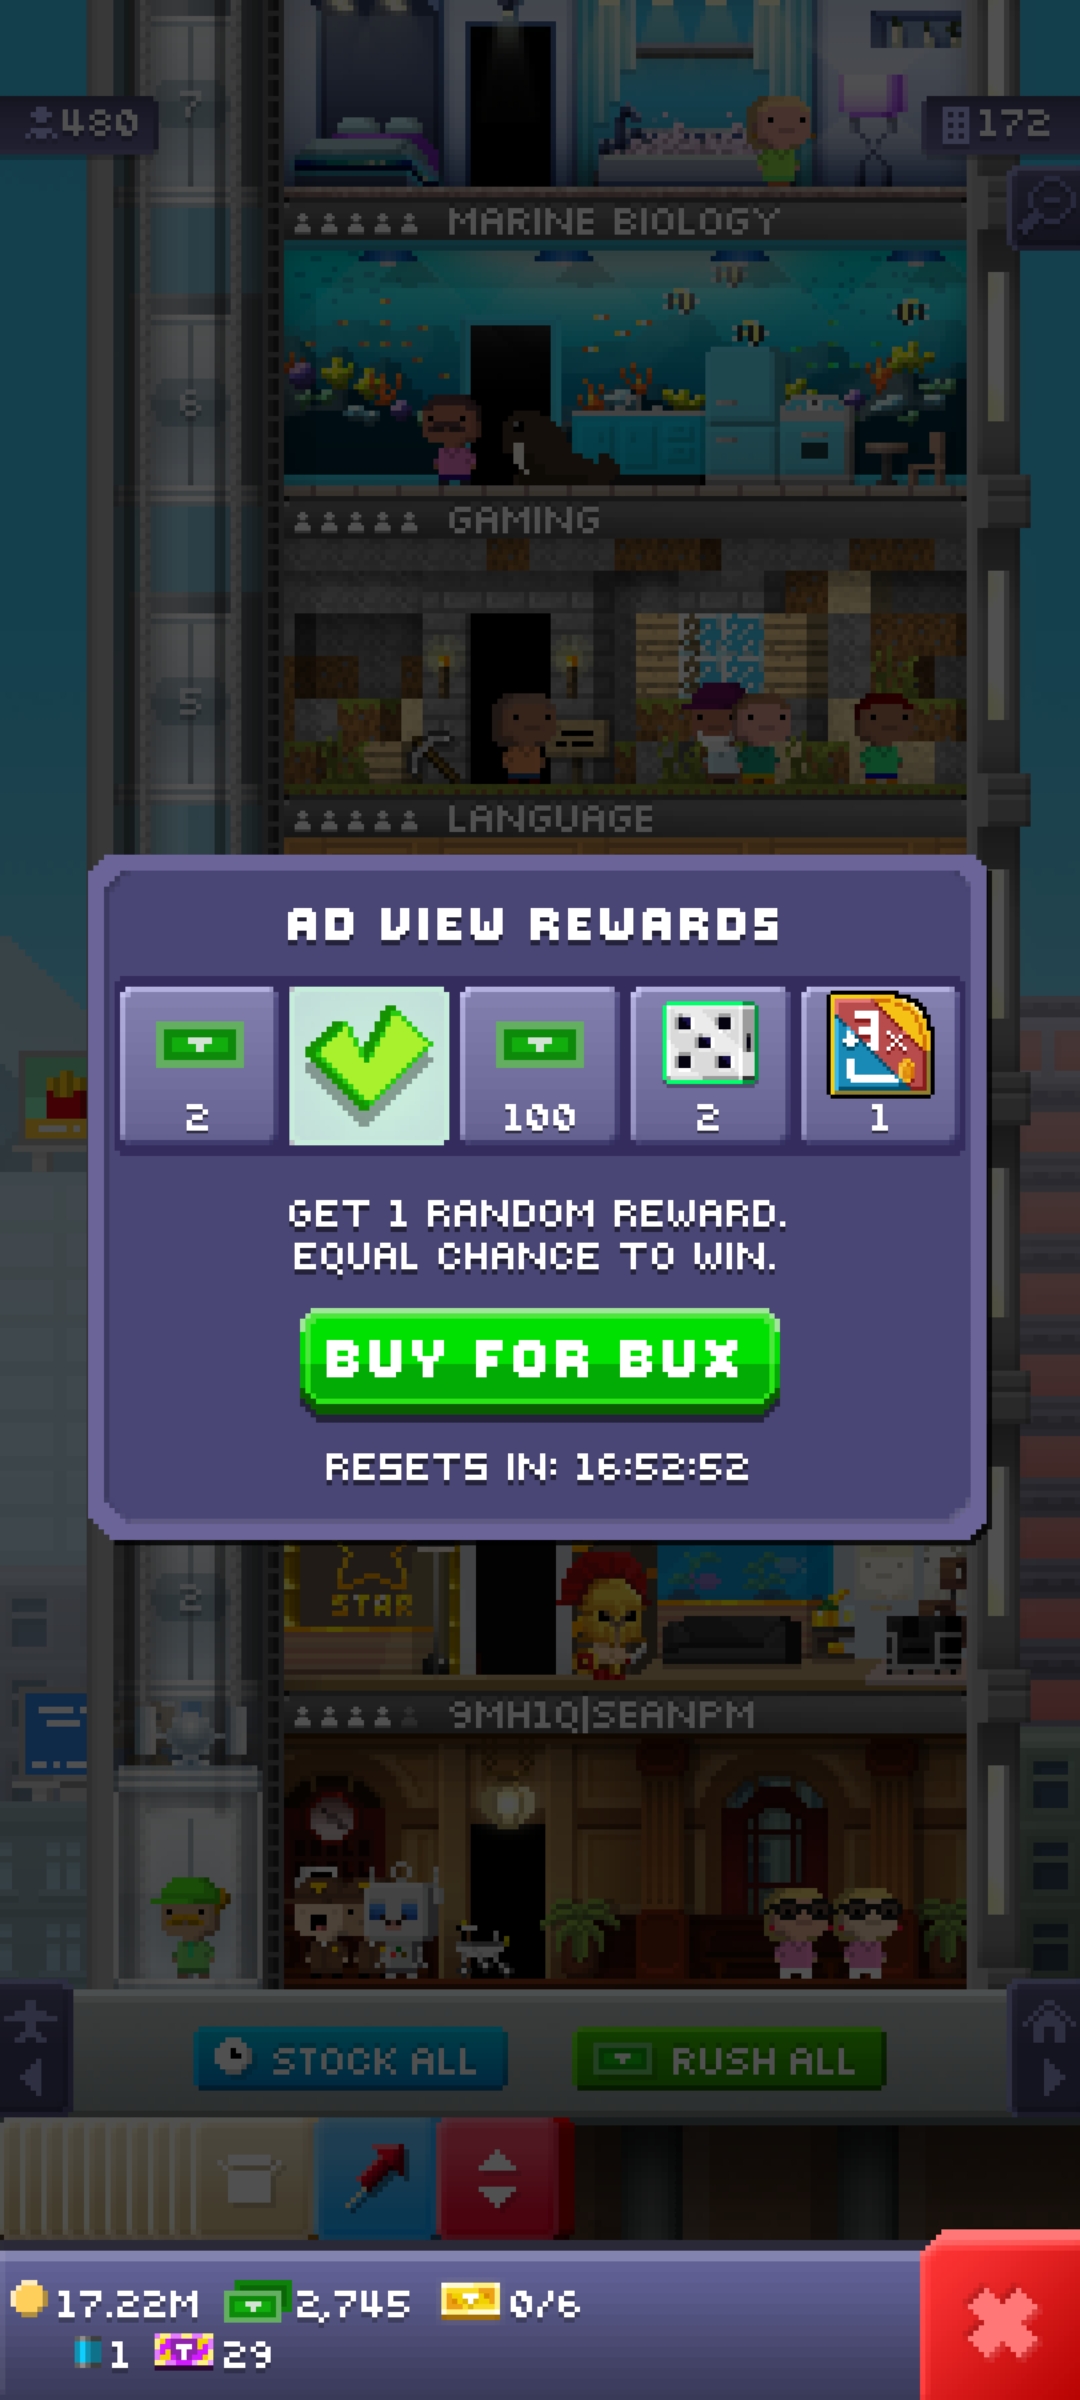 7
480
172
MARINE BIOLOGY
6
GAMING
5
LANGUAGE
AD VIEW REWARDS
2
100
2
1
GET 1 RANDOM REWARD.
EQUAL CHANCE TO WIN.
BUY FOR BUX
RESETS IN: 16:52:52
2
STAR
9MH1Q|SEANPM
STOCK ALL
RUSH ALL
17.22M
2,745
0/6
1
29